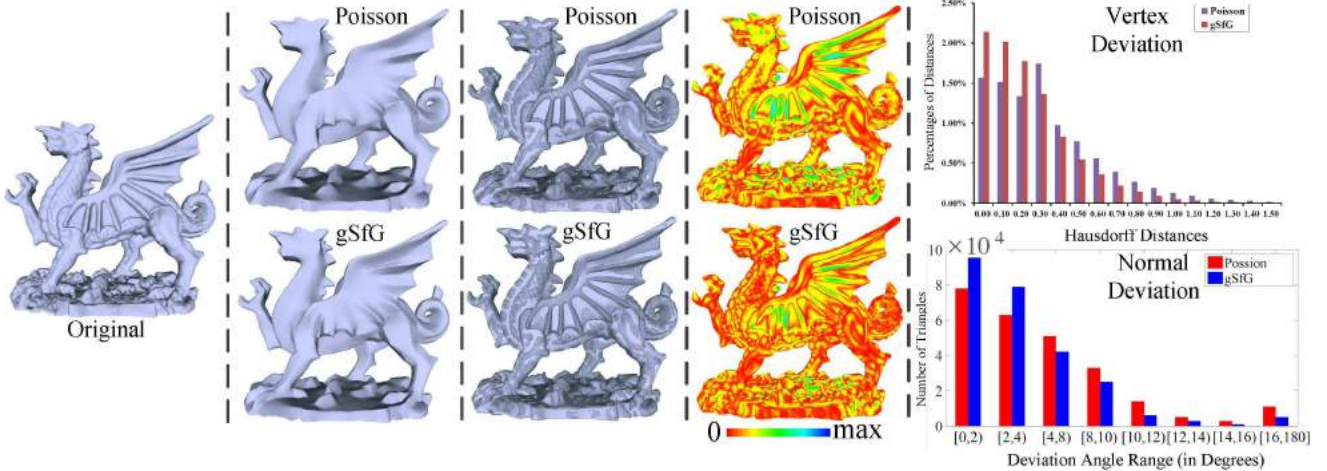 Original
Poisson
gSfG
Poisson
gSfG
Poisson
gSfG
0 max
Vertex
Deviation
Poisson
gSfG
Percentages of Distances
2.50%
2.00%
1.50%
1.00%
0.50%
0.00%
0.00 0.10 0.20 0.30 0.40 0.50 0.60 0.70 0.80 0.90 1.00 1.10 1.20 1.30 1.40 1.50
Hausdorff Distances
Normal
Deviation
Possion
gSfG
Number of Triangles
10 × 10⁴
8
6
4
2
0
[0,2) [2,4) [4,8) [8,10) [10,12) [12,14) [14,16) [16,180]
Deviation Angle Range (in Degrees)